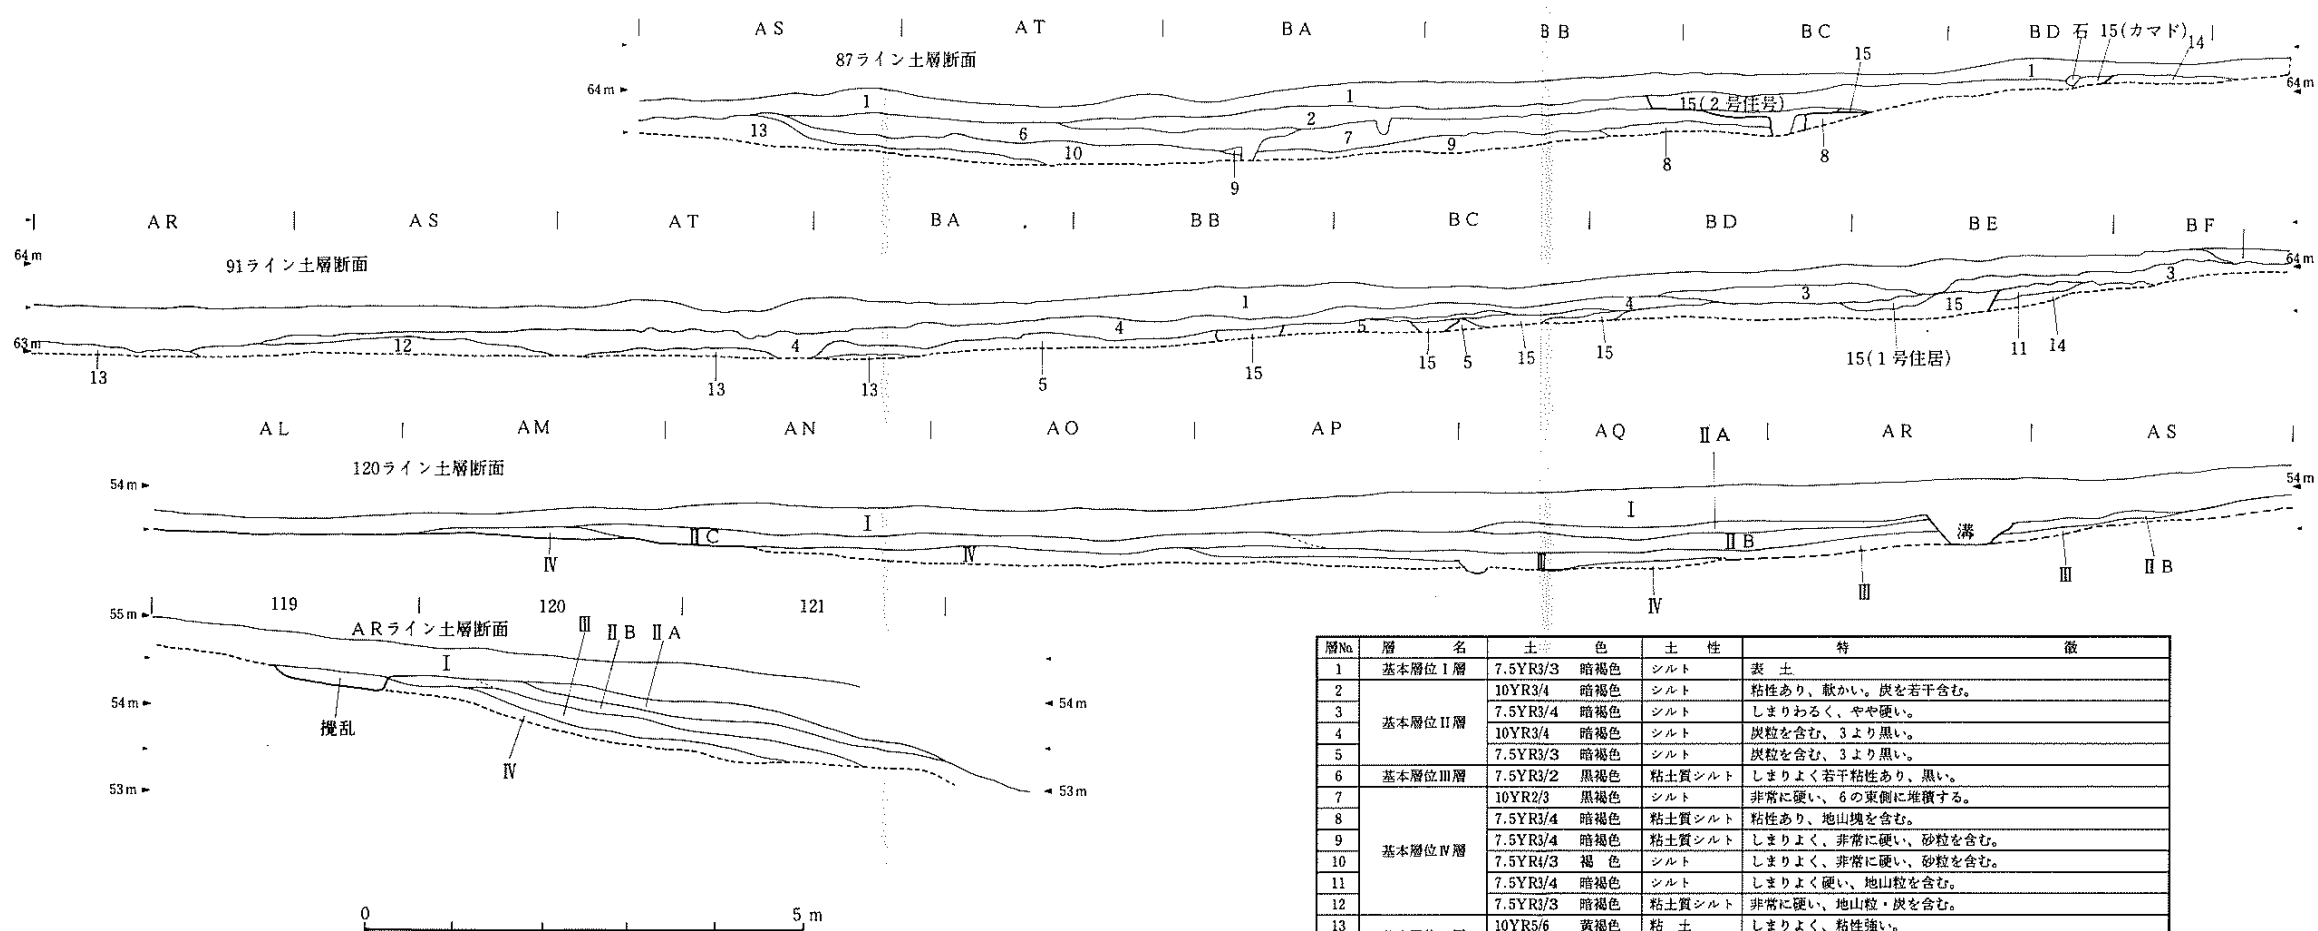 AS AT BA BB BC BD 石 15(カマド) 14
87ライン土層断面
15
64m 1 1 1 64m
15(2号住号)
13 6 2 7 10 9 8 8
9
AR AS AT BA BB BC BD BE BF
64m 91ライン土層断面 64m
1 4 3 3
63m 12 4 4 5 15
13 13 13 5 15 15 5 15 15 15(1号住居) 11 14
AL AM AN AO AP AQ ⅡA AR AS
120ライン土層断面
54m 54m
Ⅰ Ⅰ
ⅡC Ⅳ Ⅲ ⅡB 溝
Ⅳ Ⅳ Ⅲ Ⅲ ⅡB
119 120 121
55m
ARライン土層断面 Ⅲ ⅡB ⅡA
Ⅰ
54m 54m
攪乱
Ⅳ
53m 53m
0 5 m
層No. 層名 土色 土性 特徴
1 基本層位Ⅰ層 7.5YR3/3 暗褐色 シルト 表土
2 基本層位Ⅱ層 10YR3/4 暗褐色 シルト 粘性あり、軟かい。炭を若干含む。
3 7.5YR3/4 暗褐色 シルト しまりわるく、やや硬い。
4 10YR3/4 暗褐色 シルト 炭粒を含む、3より黒い。
5 7.5YR3/3 暗褐色 シルト 炭粒を含む、3より黒い。
6 基本層位Ⅲ層 7.5YR3/2 黒褐色 粘土質シルト しまりよく若干粘性あり、黒い。
7 基本層位Ⅳ層 10YR2/3 黒褐色 シルト 非常に硬い、6の東側に堆積する。
8 7.5YR3/4 暗褐色 粘土質シルト 粘性あり、地山塊を含む。
9 7.5YR3/4 暗褐色 粘土質シルト しまりよく、非常に硬い、砂粒を含む。
10 7.5YR4/3 褐色 シルト しまりよく、非常に硬い、砂粒を含む。
11 7.5YR3/4 暗褐色 シルト しまりよく硬い、地山粒を含む。
12 7.5YR3/3 暗褐色 粘土質シルト 非常に硬い、地山粒・炭を含む。
13 10YR5/6 黄褐色 粘土 しまりよく、粘性強い。